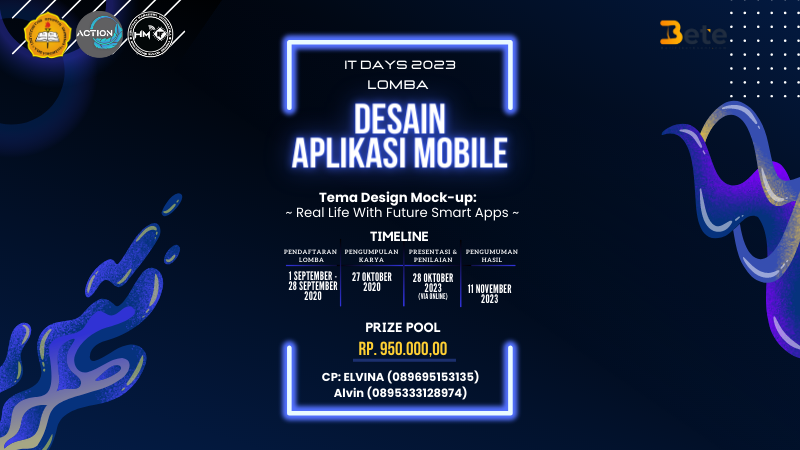 ACTION
HM
Bete
IT DAYS 2023
LOMBA
DESAIN
APLIKASI MOBILE
Tema Design Mock-up:
~ Real Life With Future Smart Apps ~
TIMELINE
PENDAFTARAN
LOMBA
1 SEPTEMBER -
28 SEPTEMBER
2020
PENGUMPULAN
KARYA
27 OKTOBER
2020
PRESENTASI &
PENILAIAN
28 OKTOBER
2023
(VIA ONLINE)
PENGUMUMAN
HASIL
11 NOVEMBER
2023
PRIZE POOL
RP. 950.000,00
CP: ELVINA (089695153135)
Alvin (0895333128974)